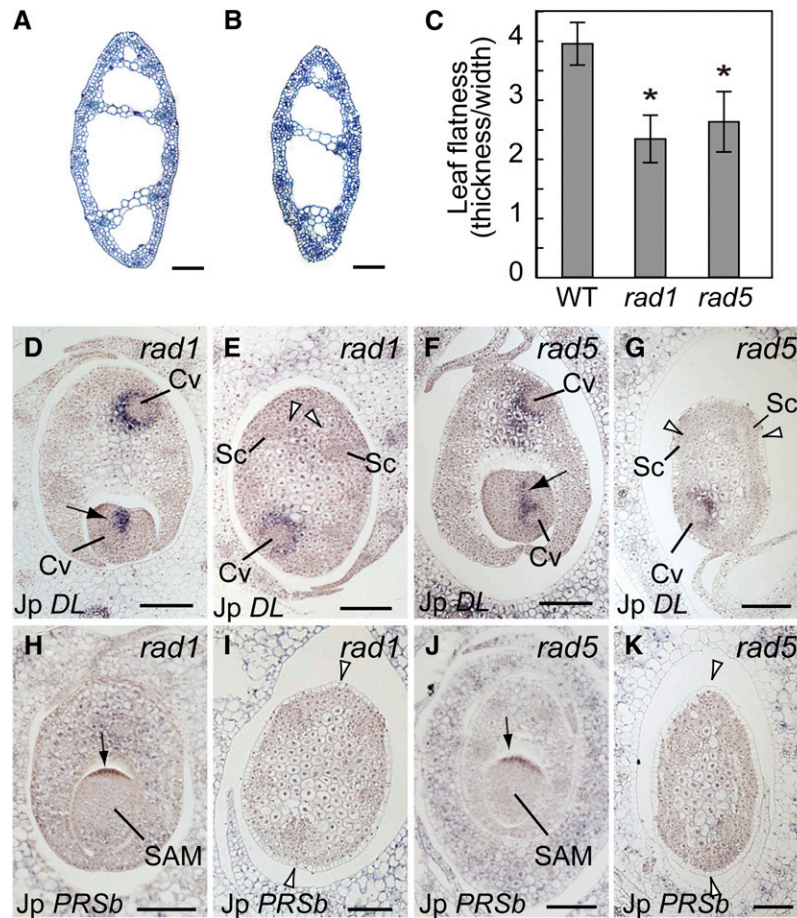 A
B
C
Leaf flatness
(thickness/width)
4
3
2
1
0
WT
rad1
rad5
D
rad1
Cv
Cv
Jp DL
E
rad1
Sc
Sc
Cv
Jp DL
F
rad5
Cv
Cv
Jp DL
G
rad5
Sc
Sc
Cv
Jp DL
H
rad1
SAM
Jp PRSb
I
rad1
Jp PRSb
J
rad5
SAM
Jp PRSb
K
rad5
Jp PRSb